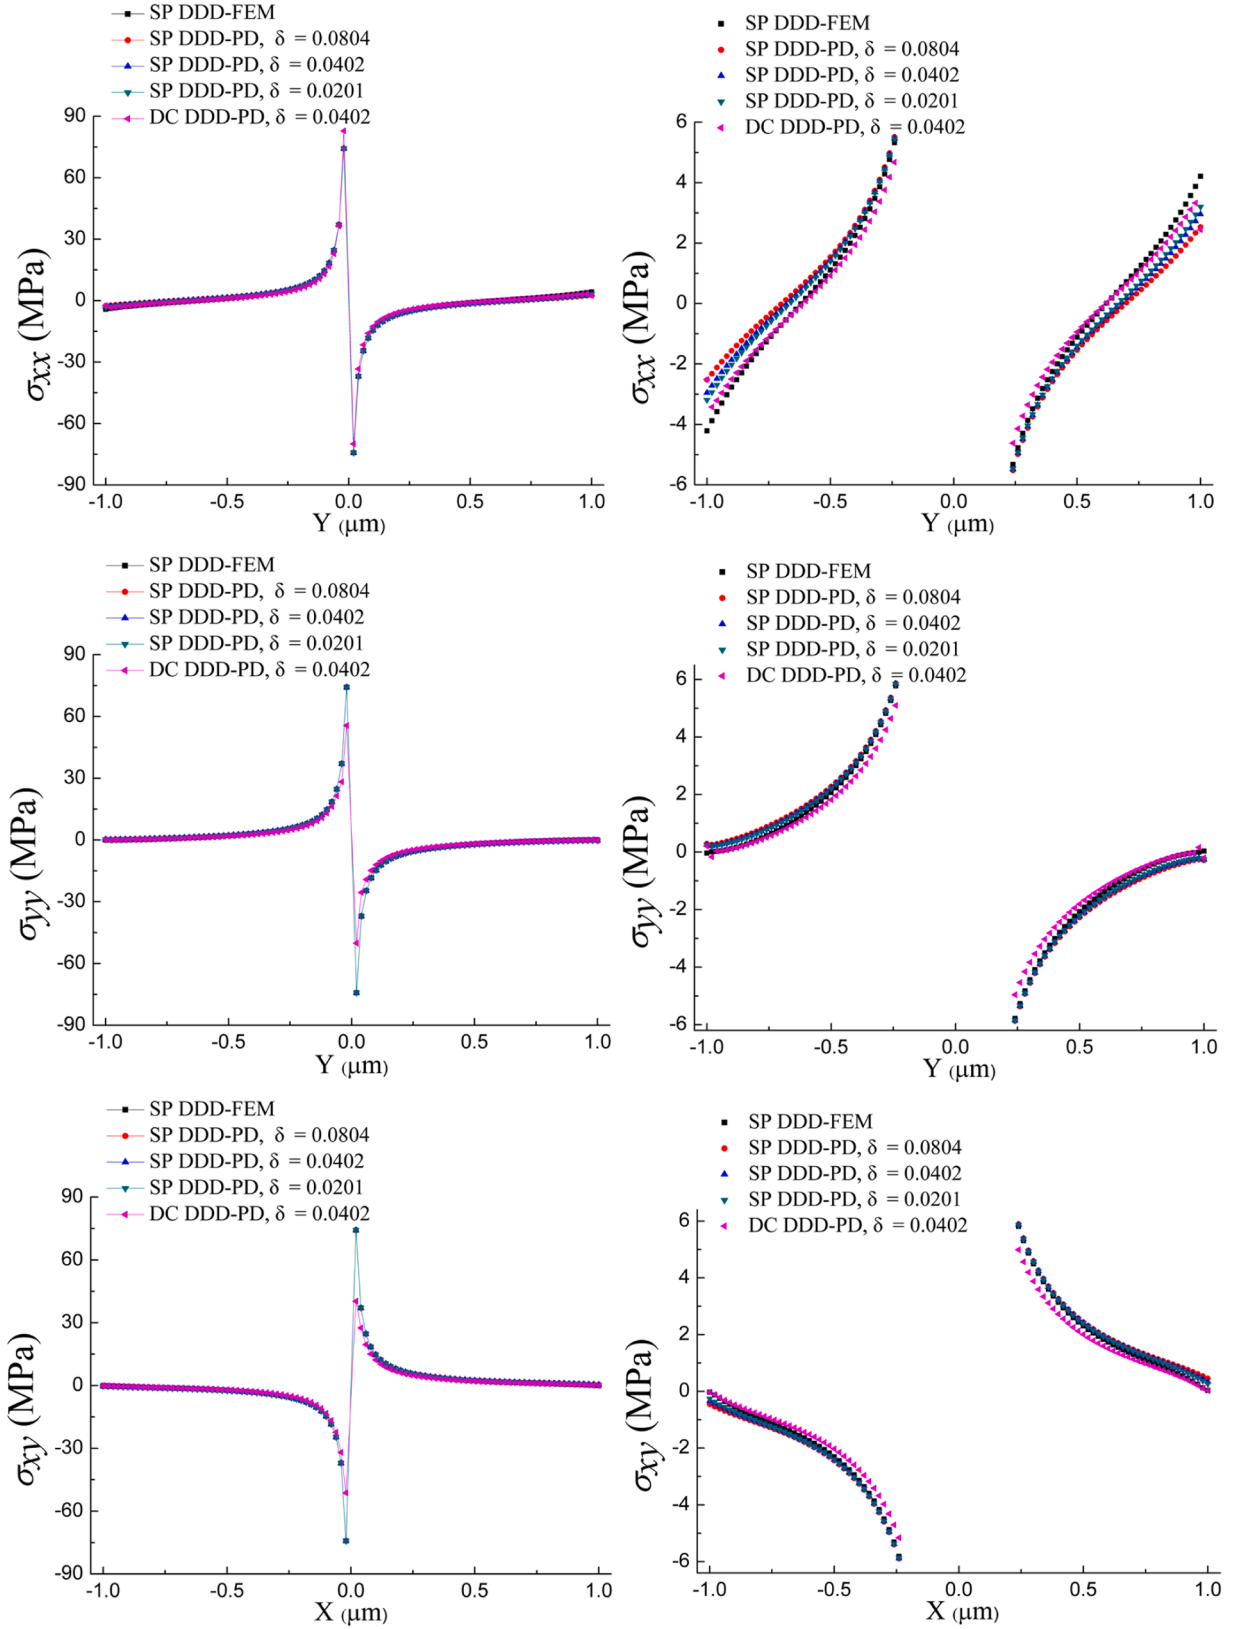 SP DDD-FEM
SP DDD-PD, δ = 0.0804
SP DDD-PD, δ = 0.0402
SP DDD-PD, δ = 0.0201
DC DDD-PD, δ = 0.0402
90
60
30
0
-30
-60
-90
σxx (MPa)
-1.0 -0.5 0.0 0.5 1.0
Y (μm)
SP DDD-FEM
SP DDD-PD, δ = 0.0804
SP DDD-PD, δ = 0.0402
SP DDD-PD, δ = 0.0201
DC DDD-PD, δ = 0.0402
6
4
2
0
-2
-4
-6
σxx (MPa)
-1.0 -0.5 0.0 0.5 1.0
Y (μm)
SP DDD-FEM
SP DDD-PD, δ = 0.0804
SP DDD-PD, δ = 0.0402
SP DDD-PD, δ = 0.0201
DC DDD-PD, δ = 0.0402
90
60
30
0
-30
-60
-90
σyy (MPa)
-1.0 -0.5 0.0 0.5 1.0
Y (μm)
SP DDD-FEM
SP DDD-PD, δ = 0.0804
SP DDD-PD, δ = 0.0402
SP DDD-PD, δ = 0.0201
DC DDD-PD, δ = 0.0402
6
4
2
0
-2
-4
-6
σyy (MPa)
-1.0 -0.5 0.0 0.5 1.0
Y (μm)
SP DDD-FEM
SP DDD-PD, δ = 0.0804
SP DDD-PD, δ = 0.0402
SP DDD-PD, δ = 0.0201
DC DDD-PD, δ = 0.0402
90
60
30
0
-30
-60
-90
σxy (MPa)
-1.0 -0.5 0.0 0.5 1.0
X (μm)
SP DDD-FEM
SP DDD-PD, δ = 0.0804
SP DDD-PD, δ = 0.0402
SP DDD-PD, δ = 0.0201
DC DDD-PD, δ = 0.0402
6
4
2
0
-2
-4
-6
σxy (MPa)
-1.0 -0.5 0.0 0.5 1.0
X (μm)